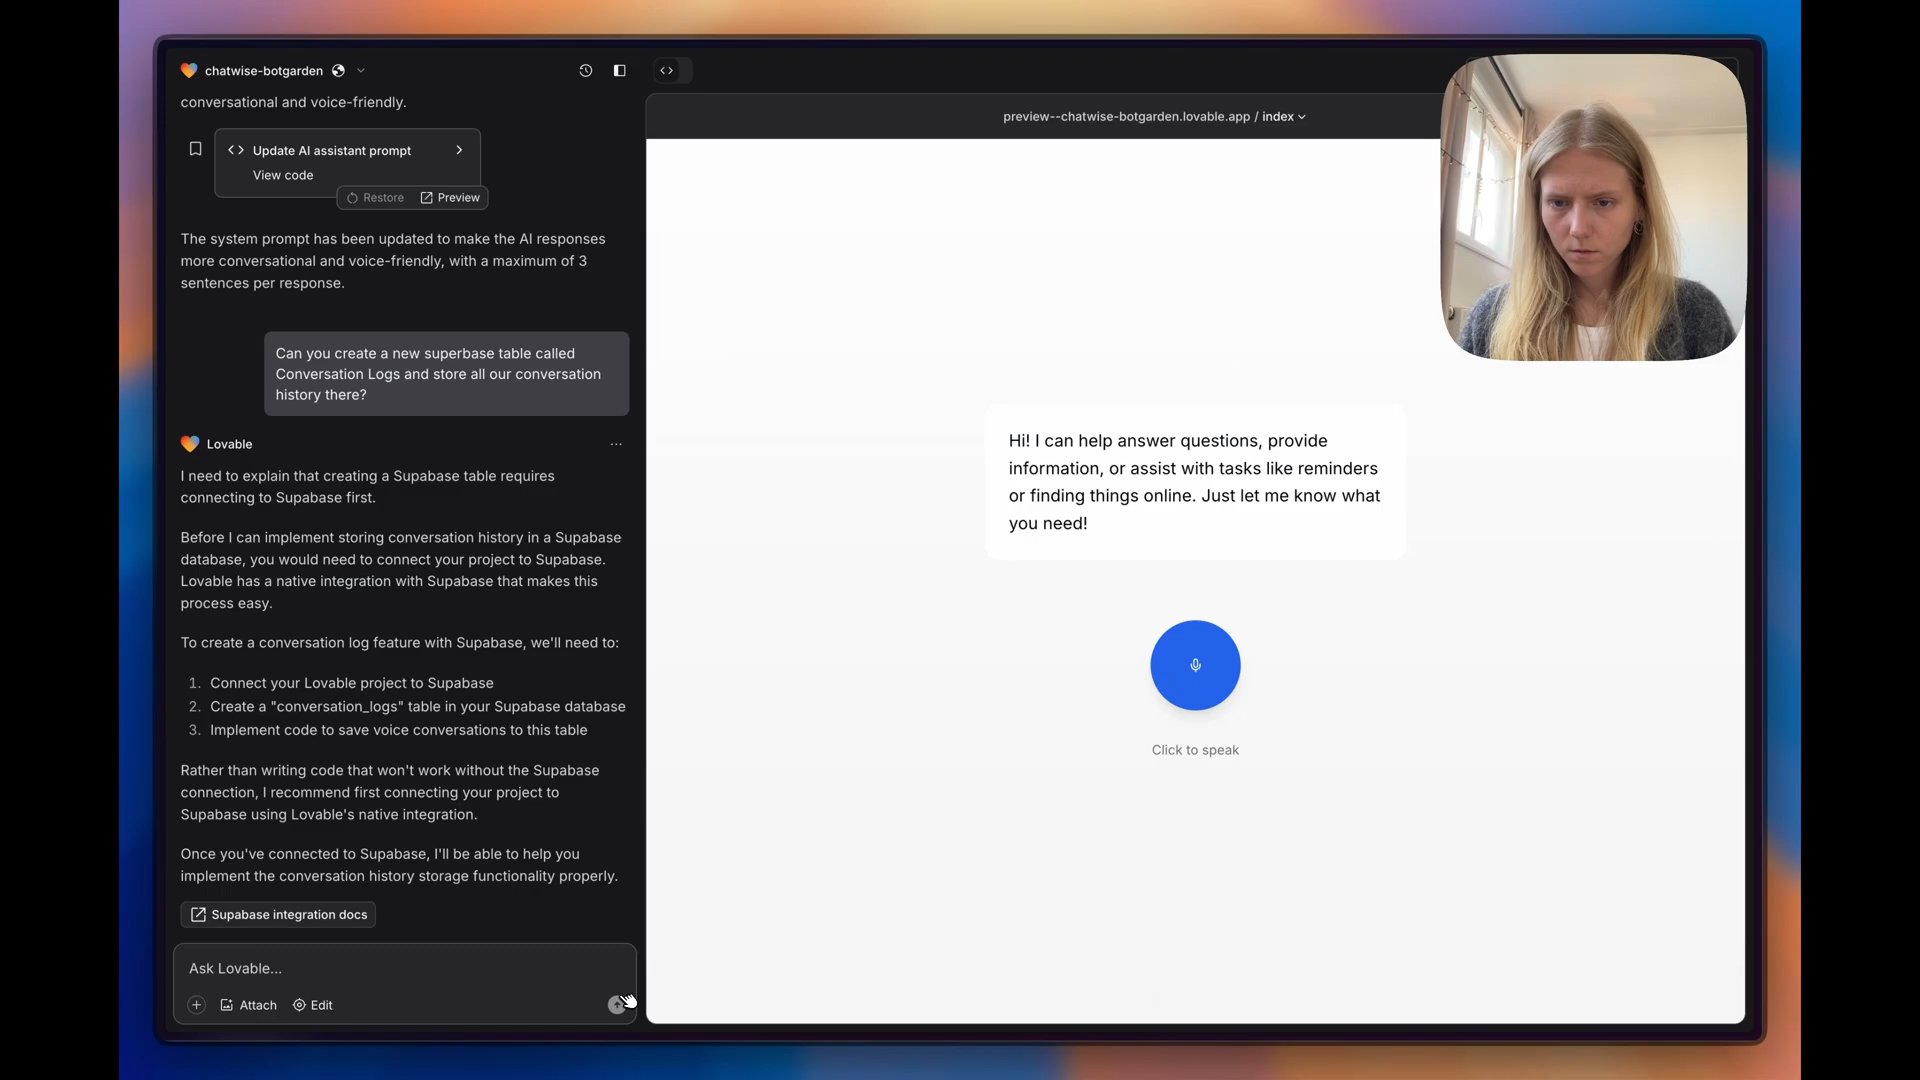 chatwise-botgarden
conversational and voice-friendly.
Update AI assistant prompt
View code
Restore
Preview
The system prompt has been updated to make the AI responses
more conversational and voice-friendly, with a maximum of 3
sentences per response.
Can you create a new superbase table called
Conversation Logs and store all our conversation
history there?
Lovable
I need to explain that creating a Supabase table requires
connecting to Supabase first.
Before I can implement storing conversation history in a Supabase
database, you would need to connect your project to Supabase.
Lovable has a native integration with Supabase that makes this
process easy.
To create a conversation log feature with Supabase, we'll need to:
1. Connect your Lovable project to Supabase
2. Create a "conversation_logs" table in your Supabase database
3. Implement code to save voice conversations to this table
Rather than writing code that won't work without the Supabase
connection, I recommend first connecting your project to
Supabase using Lovable's native integration.
Once you've connected to Supabase, I'll be able to help you
implement the conversation history storage functionality properly.
Supabase integration docs
Ask Lovable...
Attach
Edit
preview--chatwise-botgarden.lovable.app / index
Hi! I can help answer questions, provide
information, or assist with tasks like reminders
or finding things online. Just let me know what
you need!
Click to speak